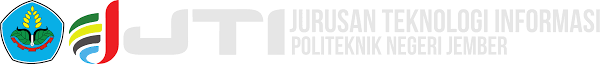 JTI
JURUSAN TEKNOLOGI INFORMASI
POLITEKNIK NEGERI JEMBER